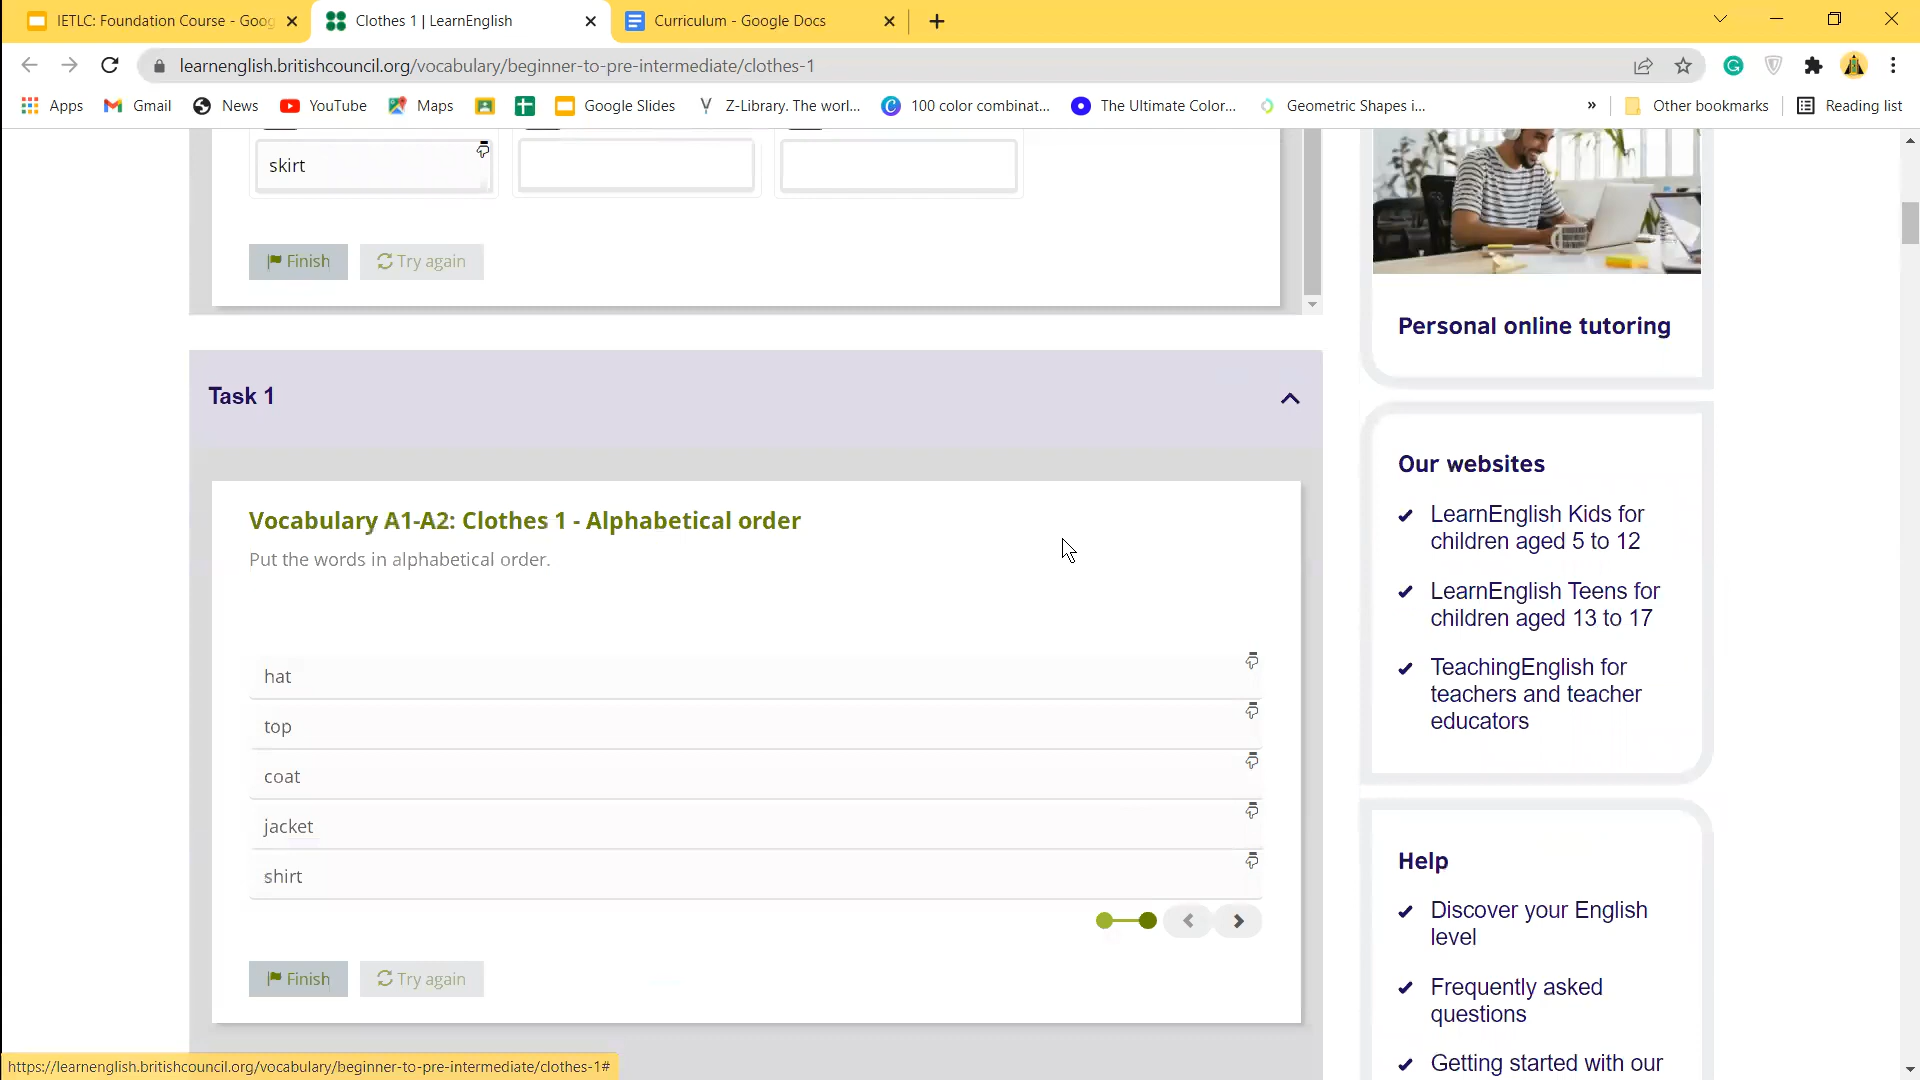 IETLC: Foundation Course - Goog
Clothes 1 | LearnEnglish
Curriculum - Google Docs
learnenglish.britishcouncil.org/vocabulary/beginner-to-pre-intermediate/clothes-1
Apps
Gmail
News
YouTube
Maps
Google Slides
Z-Library. The worl...
100 color combinat...
The Ultimate Color...
Geometric Shapes i...
»
Other bookmarks
Reading list
skirt
Finish
Try again
Task 1
Vocabulary A1-A2: Clothes 1 - Alphabetical order
Put the words in alphabetical order.
hat
top
coat
jacket
shirt
Finish
Try again
Personal online tutoring
Our websites
LearnEnglish Kids for
children aged 5 to 12
LearnEnglish Teens for
children aged 13 to 17
TeachingEnglish for
teachers and teacher
educators
Help
Discover your English
level
Frequently asked
questions
Getting started with our
https://learnenglish.britishcouncil.org/vocabulary/beginner-to-pre-intermediate/clothes-1#